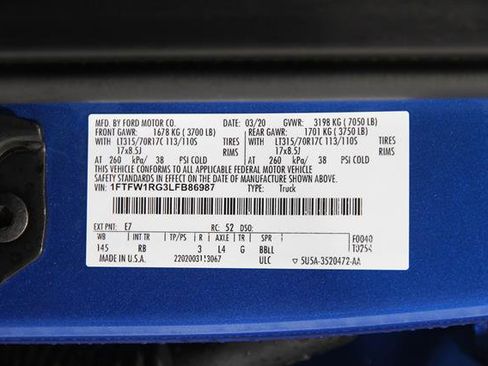 MFD. BY FORD MOTOR CO. DATE: 03/20 GVWR: 3198 KG ( 7050 LB)
FRONT GAWR: 1678 KG ( 3700 LB) REAR GAWR: 1701 KG ( 3750 LB)
LT315/70R17C 113/110S TIRES LT315/70R17C 113/110S TIRES
17x8.5J RIMS 17x8.5J RIMS
AT 260 kPa/ 38 PSI COLD AT 260 kPa/ 38 PSI COLD
THIS VEHICLE CONFORMS TO ALL APPLICABLE FEDERAL MOTOR VEHICLE
SAFETY STANDARDS IN EFFECT ON THE DATE OF MANUFACTURE SHOWN ABOVE.
VIN: 1FTFW1RG3LFB86987 TYPE: Truck
EXT PNT: E7 RC: 52 DSO:
WB INT TR TP/PS R AXLE TR SPR F0040
145 RB 3 L4 G BBLL T0254
MADE IN U.S.A. 2202003113067 ULC ▽ 5U5A-3520472-AA